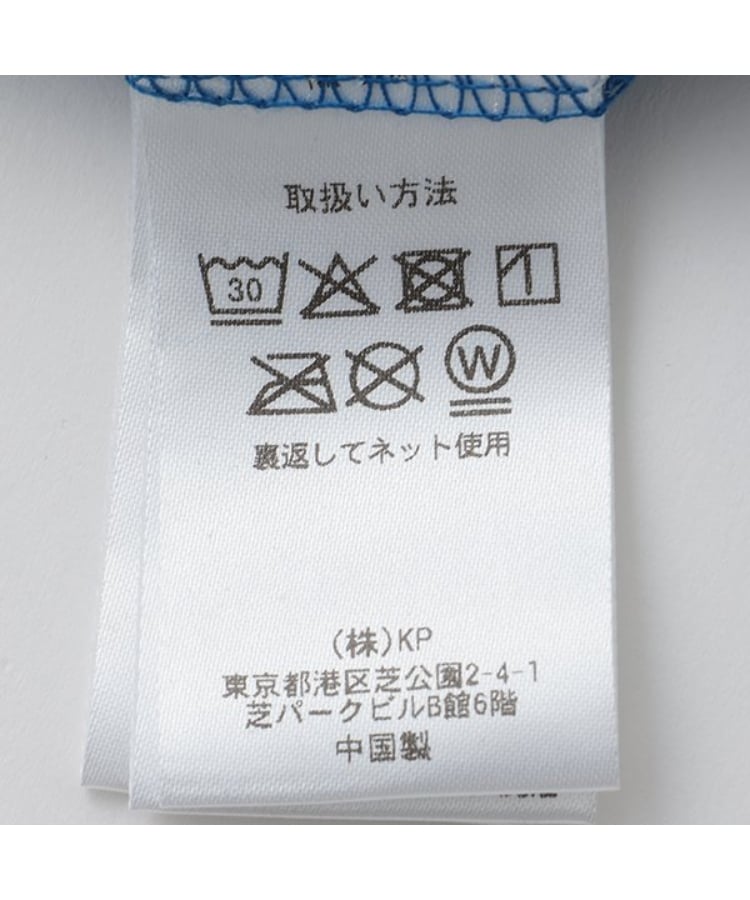 取扱い方法
30
W
裏返してネット使用
(株)KP
東京都港区芝公園2-4-1
芝パークビルB館6階
中国製